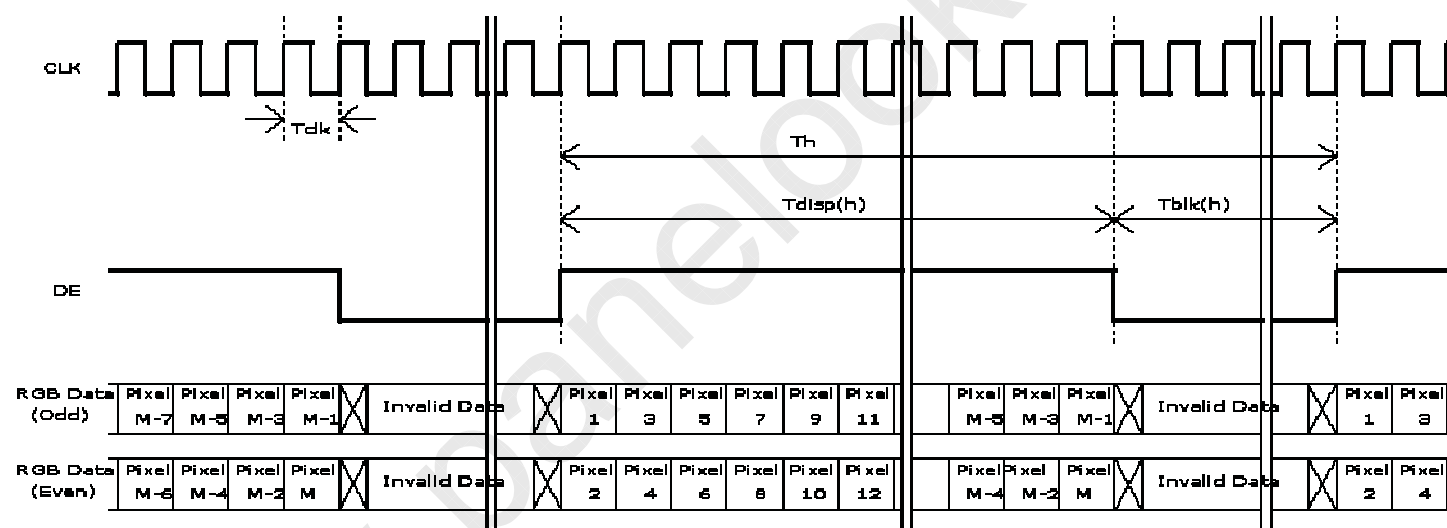 CLK
Tclk
Th
Tdisp(h)
Tblk(h)
DE
RGB Data (Odd)
Pixel M-7 Pixel M-5 Pixel M-3 Pixel M-1 Invalid Data Pixel 1 Pixel 3 Pixel 5 Pixel 7 Pixel 9 Pixel 11 Pixel M-5 Pixel M-3 Pixel M-1 Invalid Data Pixel 1 Pixel 3
RGB Data (Even)
Pixel M-6 Pixel M-4 Pixel M-2 Pixel M Invalid Data Pixel 2 Pixel 4 Pixel 6 Pixel 8 Pixel 10 Pixel 12 Pixel M-4 Pixel M-2 Pixel M Invalid Data Pixel 2 Pixel 4
panelook